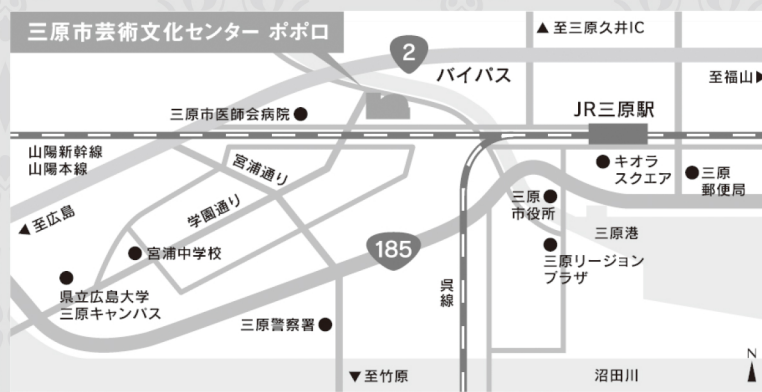 三原市芸術文化センター ポポロ
2
バイパス
▲至三原久井IC
至福山▶
三原市医師会病院
JR三原駅
山陽新幹線
山陽本線
宮浦通り
キオラ
スクエア
三原
郵便局
学園通り
三原
市役所
◀至広島
三原港
185
宮浦中学校
三原リージョン
プラザ
県立広島大学
三原キャンパス
呉線
三原警察署
▼至竹原
沼田川
N